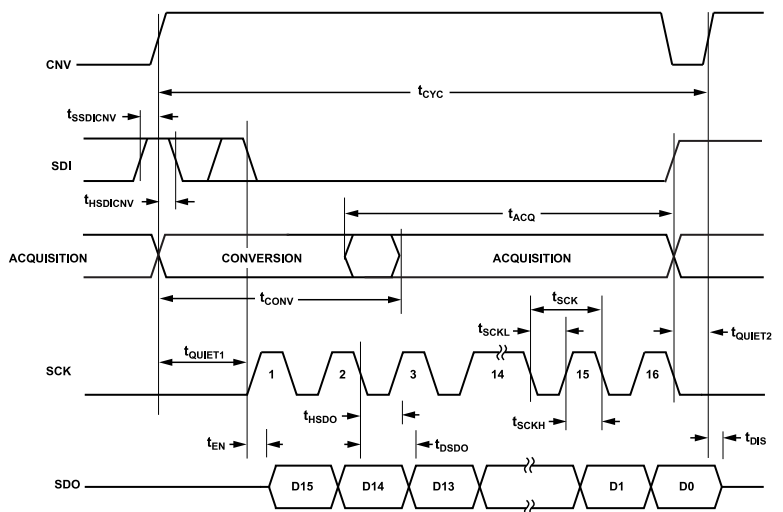 CNV
tCYC
tSSDICNV
SDI
tHSDICNV
tACQ
ACQUISITION CONVERSION ACQUISITION
tCONV
tSCK
tSCKL
tQUIET1
tQUIET2
SCK
1 2 3 14 15 16
tHSDO
tSCKH
tEN
tDSDO
tDIS
SDO D15 D14 D13 D1 D0